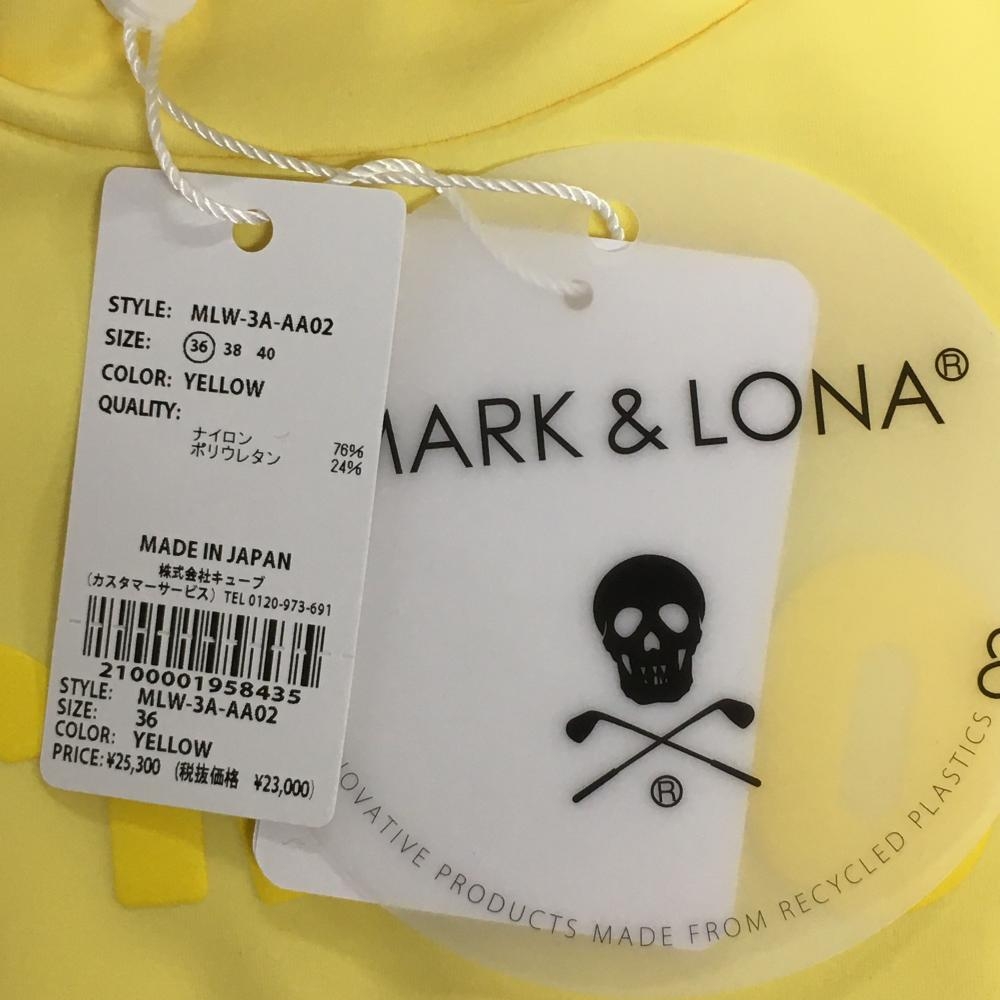 STYLE: MLW-3A-AA02
SIZE: 36 38 40
COLOR: YELLOW
QUALITY:
ナイロン 76%
ポリウレタン 24%
MADE IN JAPAN
株式会社キューブ
(カスタマーサービス) TEL 0120-973-691
2100001958435
STYLE: MLW-3A-AA02
SIZE: 36
COLOR: YELLOW
PRICE: ¥25,300 (税抜価格 ¥23,000)
MARK & LONA®
®
OVATIVE PRODUCTS MADE FROM RECYCLED PLASTICS